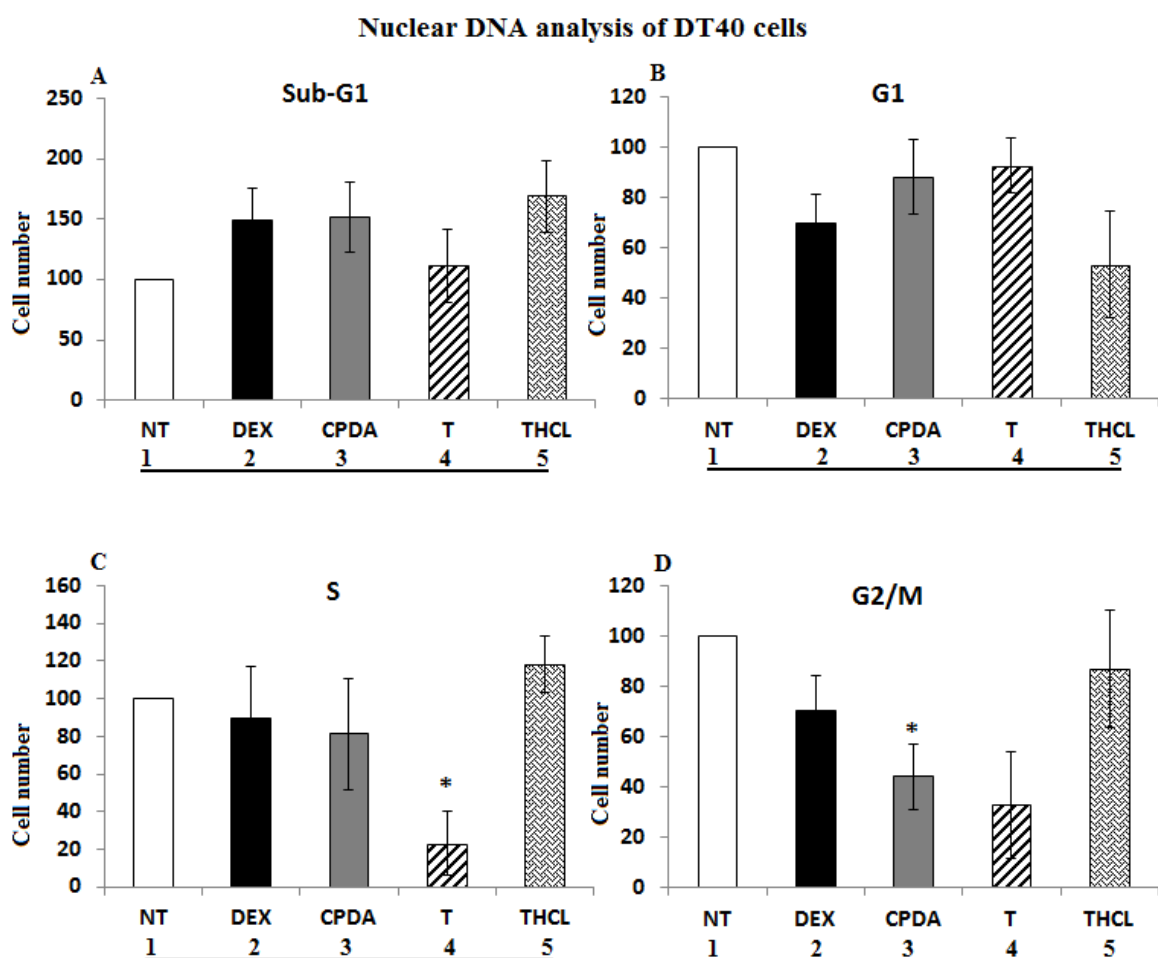 Nuclear DNA analysis of DT40 cells
A
Sub-G1
Cell number
250
200
150
100
50
0
NT DEX CPDA T THCL
1 2 3 4 5
B
G1
Cell number
120
100
80
60
40
20
0
NT DEX CPDA T THCL
1 2 3 4 5
C
S
Cell number
160
140
120
100
80
60
40
20
0
*
NT DEX CPDA T THCL
1 2 3 4 5
D
G2/M
Cell number
120
100
80
60
40
20
0
*
NT DEX CPDA T THCL
1 2 3 4 5